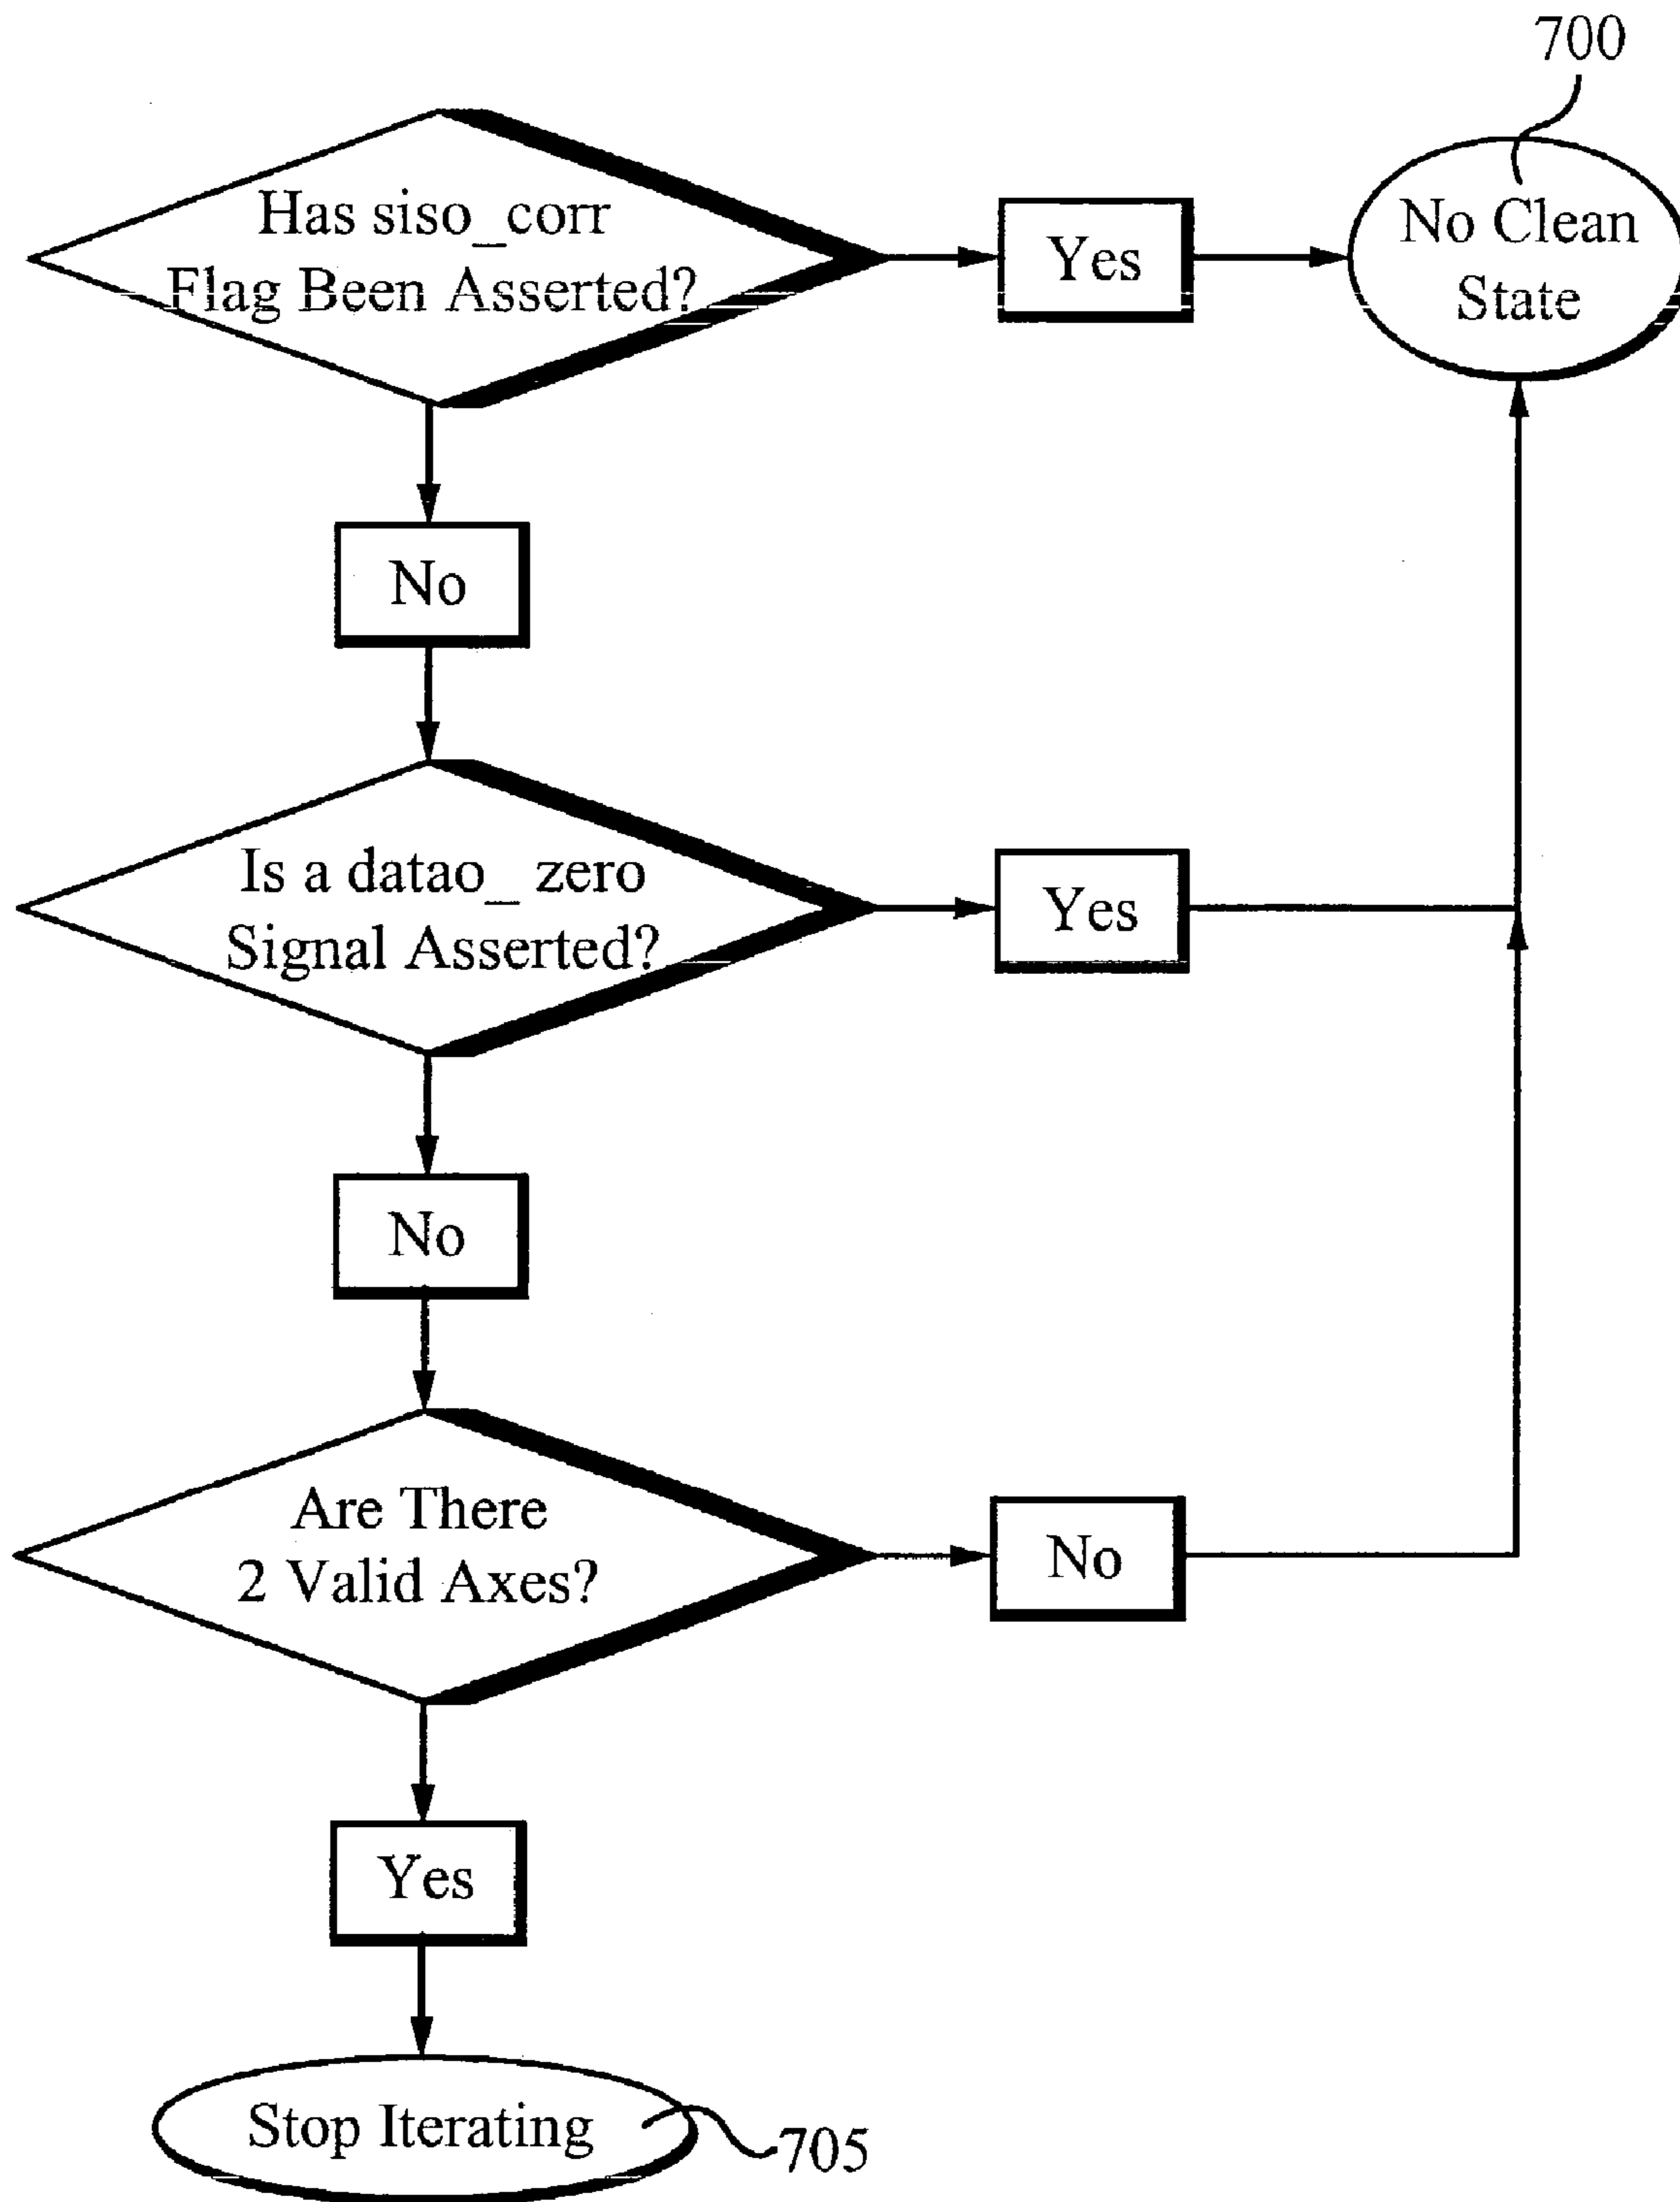 700
Has siso_corr
Flag Been Asserted?
Yes
No Clean
State
No
Is a datao_ zero
Signal Asserted?
Yes
No
Are There
2 Valid Axes?
No
Yes
Stop Iterating
705